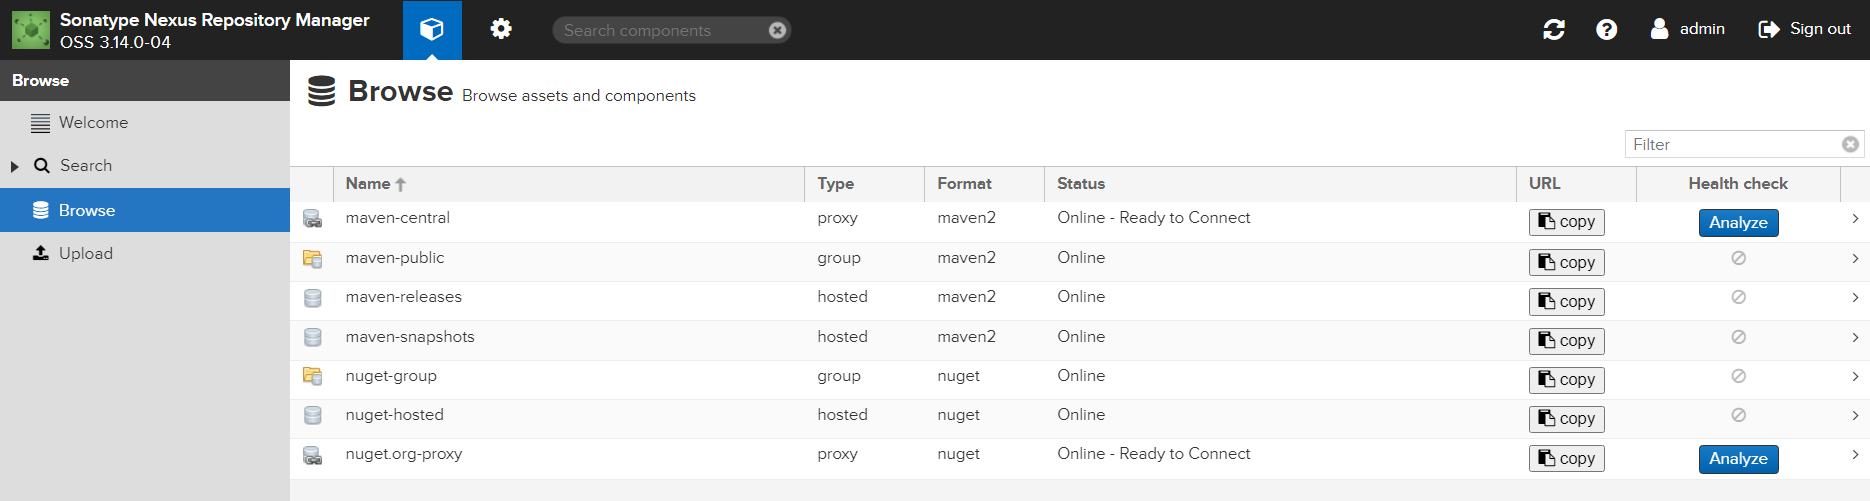 Sonatype Nexus Repository Manager
OSS 3.14.0-04
Search components
admin
Sign out
Browse
Welcome
Search
Browse
Upload
Browse Browse assets and components
Filter
Name Type Format Status URL Health check
maven-central proxy maven2 Online - Ready to Connect copy Analyze
maven-public group maven2 Online copy
maven-releases hosted maven2 Online copy
maven-snapshots hosted maven2 Online copy
nuget-group group nuget Online copy
nuget-hosted hosted nuget Online copy
nuget.org-proxy proxy nuget Online - Ready to Connect copy Analyze